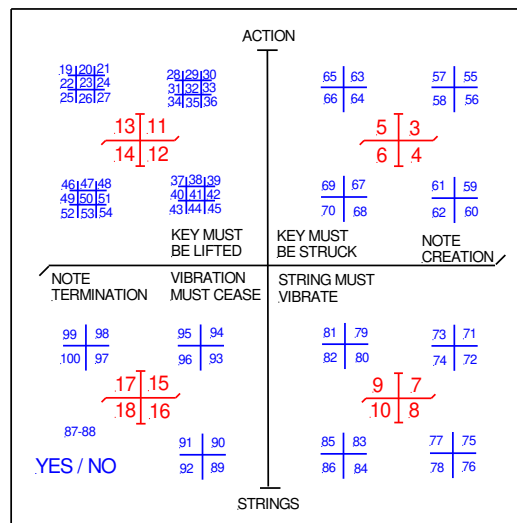 ACTION
19 20 21
22 23 24
25 26 27
28 29 30
31 32 33
34 35 36
65 63
66 64
57 55
58 56
13 11
14 12
5 3
6 4
46 47 48
49 50 51
52 53 54
37 38 39
40 41 42
43 44 45
69 67
70 68
61 59
62 60
KEY MUST
BE LIFTED
KEY MUST
BE STRUCK
NOTE
CREATION
NOTE
TERMINATION
VIBRATION
MUST CEASE
STRING MUST
VIBRATE
99 98
100 97
95 94
96 93
81 79
82 80
73 71
74 72
17 15
18 16
9 7
10 8
87-88
YES / NO
91 90
92 89
85 83
86 84
77 75
78 76
STRINGS